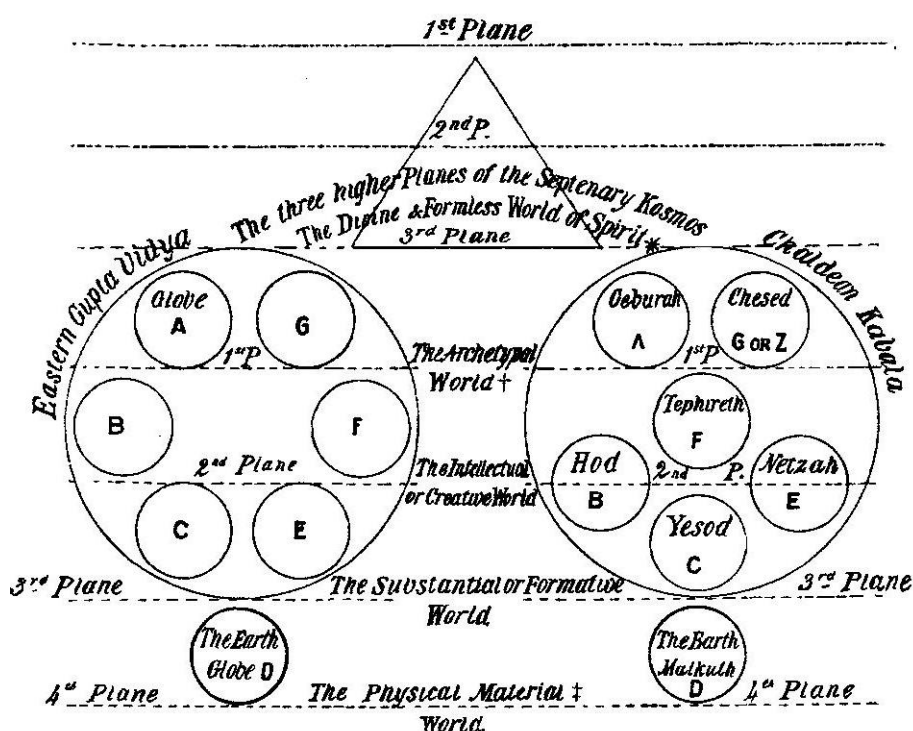 1st Plane
2nd P.
The three higher Planes of the Septenary Kosmos
The Divine & Formless World of Spirit *
3rd Plane
Eastern Gupta Vidya
Chaldean Kabala
Globe
A
G
1st P
The Archetypal
World †
Geburah
A
Chesed
G OR Z
1st P
B
F
Tephireth
F
2nd Plane
The Intellectual
or Creative World
Hod
B
2nd P.
Netzah
E
C
E
Yesod
C
3rd Plane
The Substantial or Formative
World.
3rd Plane
The Earth
Globe D
The Earth
Malkuth
D
4th Plane
The Physical Material ‡
World.
4th Plane